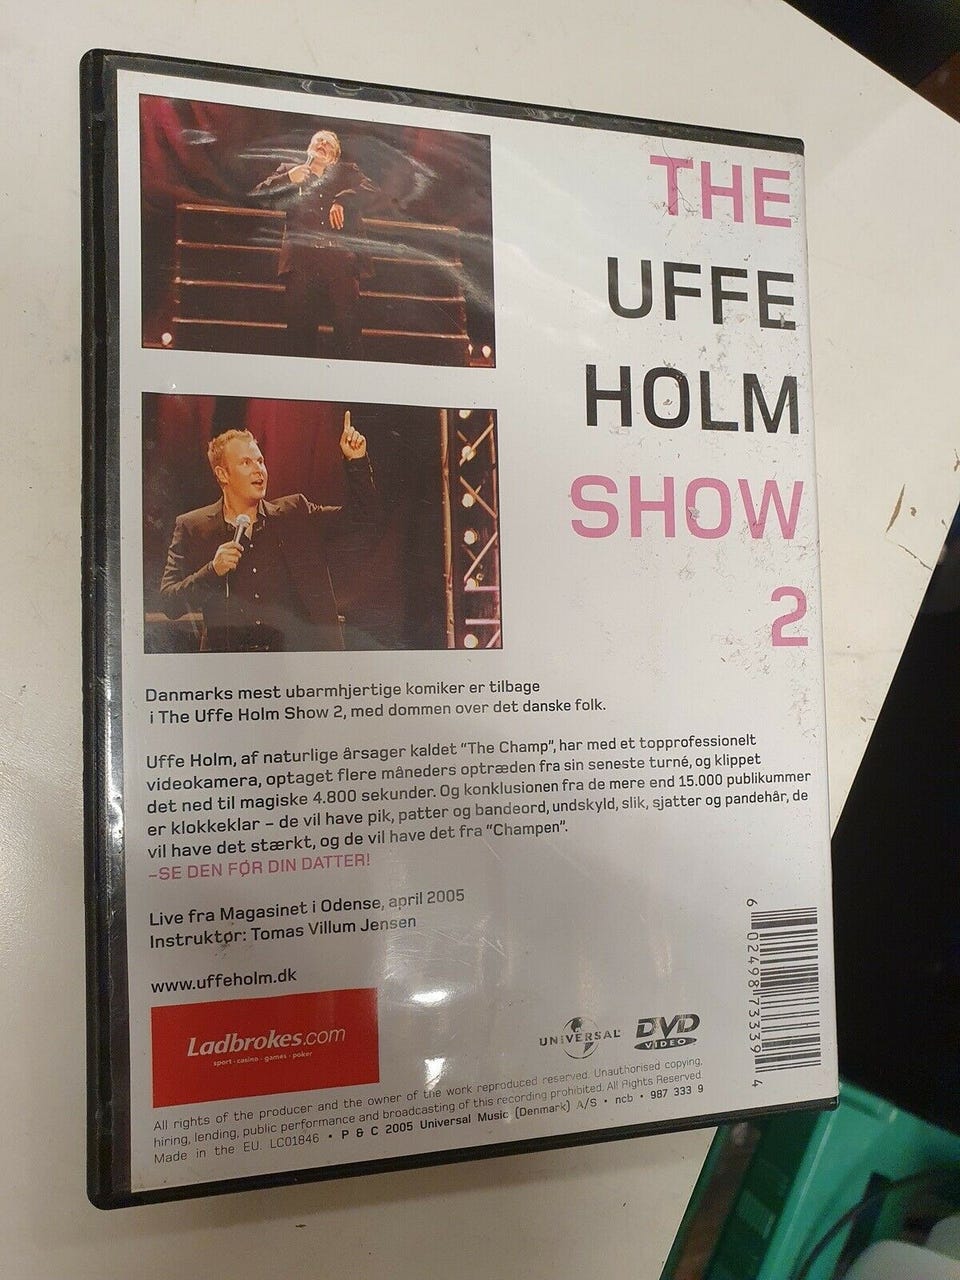 THE
UFFE
HOLM
SHOW
2
Danmarks mest ubarmhjertige komiker er tilbage
i The Uffe Holm Show 2, med dommen over det danske folk.
Uffe Holm, af naturlige årsager kaldet "The Champ", har med et topprofessionelt
videokamera, optaget flere måneders optræden fra sin seneste turné, og klippet
det ned til magiske 4.800 sekunder. Og konklusionen fra de mere end 15.000 publikummer
er klokkeklar – de vil have pik, patter og bandeord, undskyld, slik, sjatter og pandehår, de
vil have det stærkt, og de vil have det fra "Champen".
–SE DEN FØR DIN DATTER!
Live fra Magasinet i Odense, april 2005
Instruktør: Tomas Villum Jensen
www.uffeholm.dk
Ladbrokes.com
sport · casino · games · poker
UNIVERSAL
DVD
VIDEO
6 02498 73339 4
All rights of the producer and the owner of the work reproduced reserved. Unauthorised copying,
hiring, lending, public performance and broadcasting of this recording prohibited. All Rights Reserved.
Made in the EU. LC01846 • P & C 2005 Universal Music (Denmark) A/S • ncb • 987 333 9